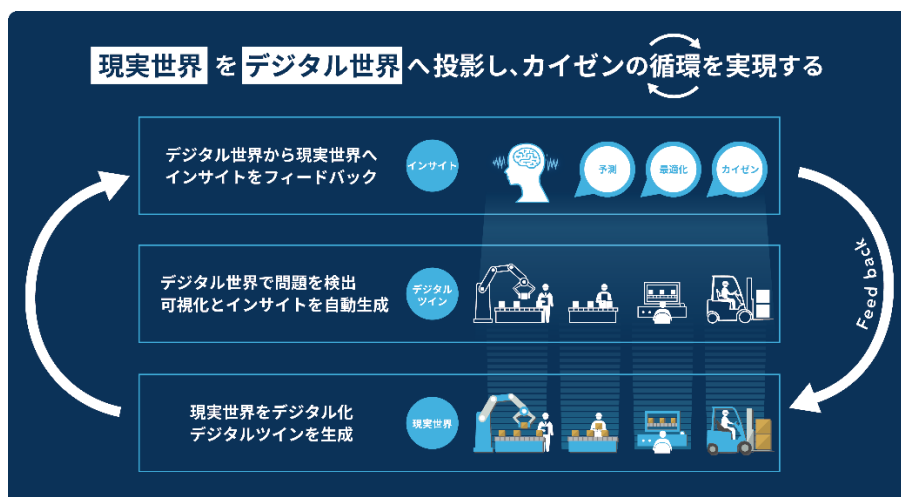 現実世界 を デジタル世界 へ投影し、カイゼンの循環を実現する
デジタル世界から現実世界へ
インサイトをフィードバック
インサイト
予測
最適化
カイゼン
デジタル世界で問題を検出
可視化とインサイトを自動生成
デジタル
ツイン
Feed back
現実世界をデジタル化
デジタルツインを生成
現実世界